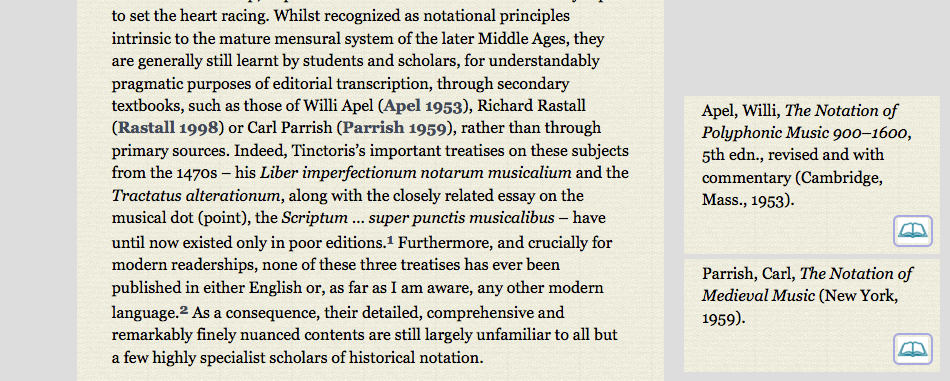 to set the heart racing. Whilst recognized as notational principles
intrinsic to the mature mensural system of the later Middle Ages, they
are generally still learnt by students and scholars, for understandably
pragmatic purposes of editorial transcription, through secondary
textbooks, such as those of Willi Apel (Apel 1953), Richard Rastall
(Rastall 1998) or Carl Parrish (Parrish 1959), rather than through
primary sources. Indeed, Tinctoris’s important treatises on these subjects
from the 1470s – his Liber imperfectionum notarum musicalium and the
Tractatus alterationum, along with the closely related essay on the
musical dot (point), the Scriptum ... super punctis musicalibus – have
until now existed only in poor editions.1 Furthermore, and crucially for
modern readerships, none of these three treatises has ever been
published in either English or, as far as I am aware, any other modern
language.2 As a consequence, their detailed, comprehensive and
remarkably finely nuanced contents are still largely unfamiliar to all but
a few highly specialist scholars of historical notation.
Apel, Willi, The Notation of
Polyphonic Music 900–1600,
5th edn., revised and with
commentary (Cambridge,
Mass., 1953).
Parrish, Carl, The Notation of
Medieval Music (New York,
1959).